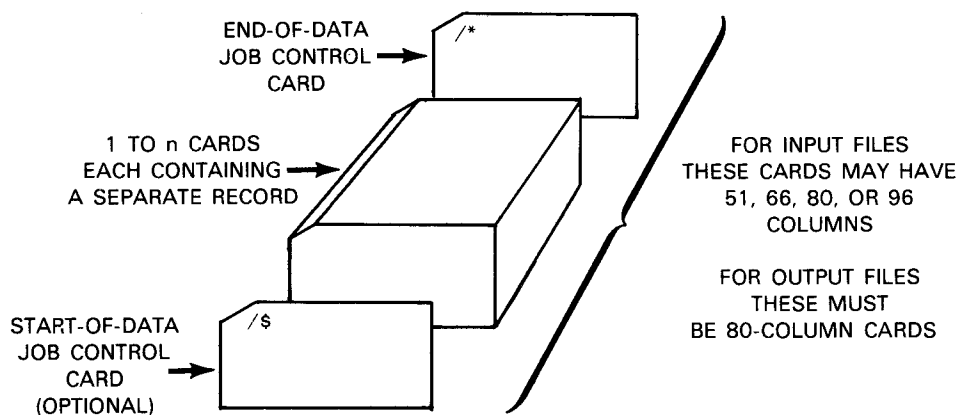 END-OF-DATA
JOB CONTROL
CARD
/*
1 TO n CARDS
EACH CONTAINING
A SEPARATE RECORD
FOR INPUT FILES
THESE CARDS MAY HAVE
51, 66, 80, OR 96
COLUMNS
FOR OUTPUT FILES
THESE MUST
BE 80-COLUMN CARDS
START-OF-DATA
JOB CONTROL
CARD
(OPTIONAL)
/$